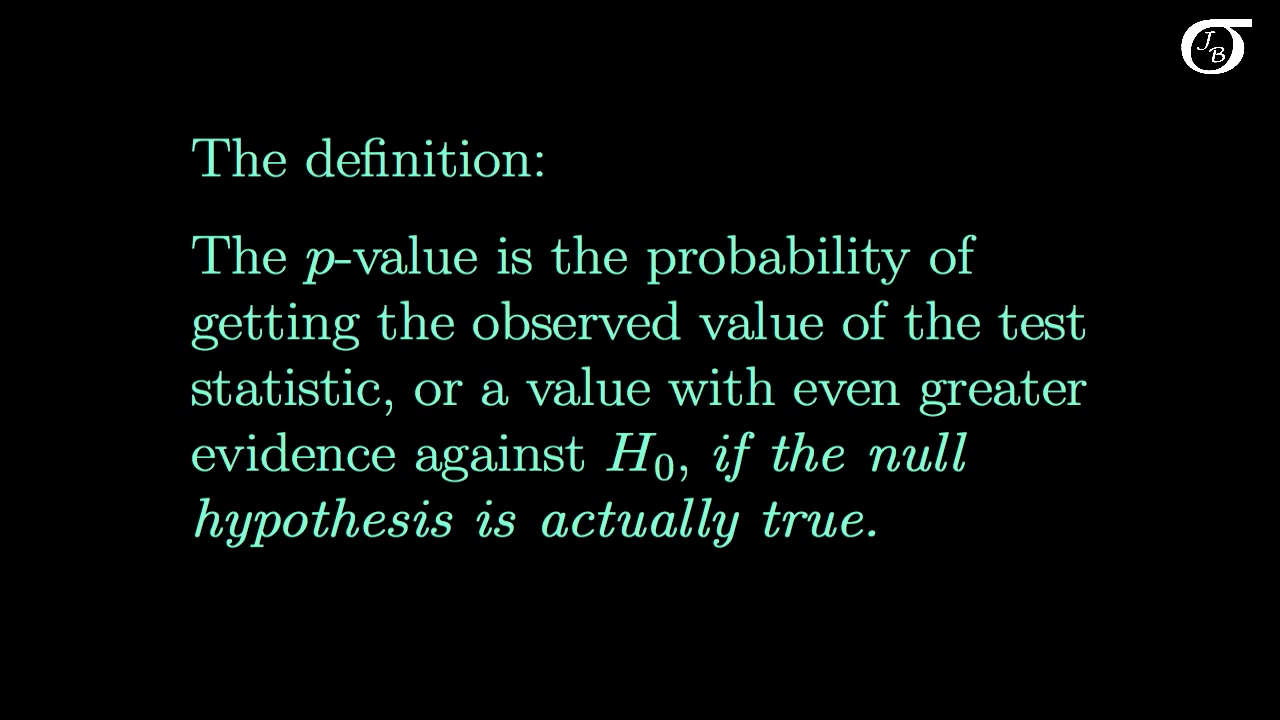 J
B
The definition:
The p-value is the probability of
getting the observed value of the test
statistic, or a value with even greater
evidence against H₀, if the null
hypothesis is actually true.